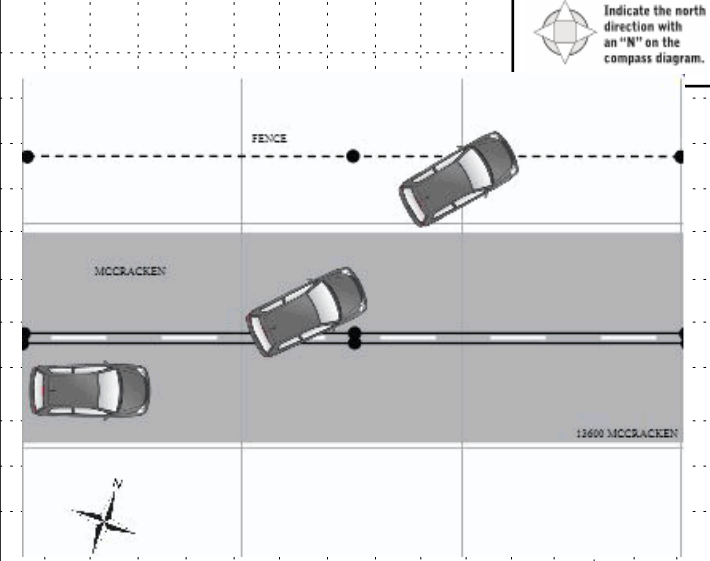 Indicate the north
direction with
an “N” on the
compass diagram.
FENCE
MCCRACKEN
13600 MCCRACKEN
N